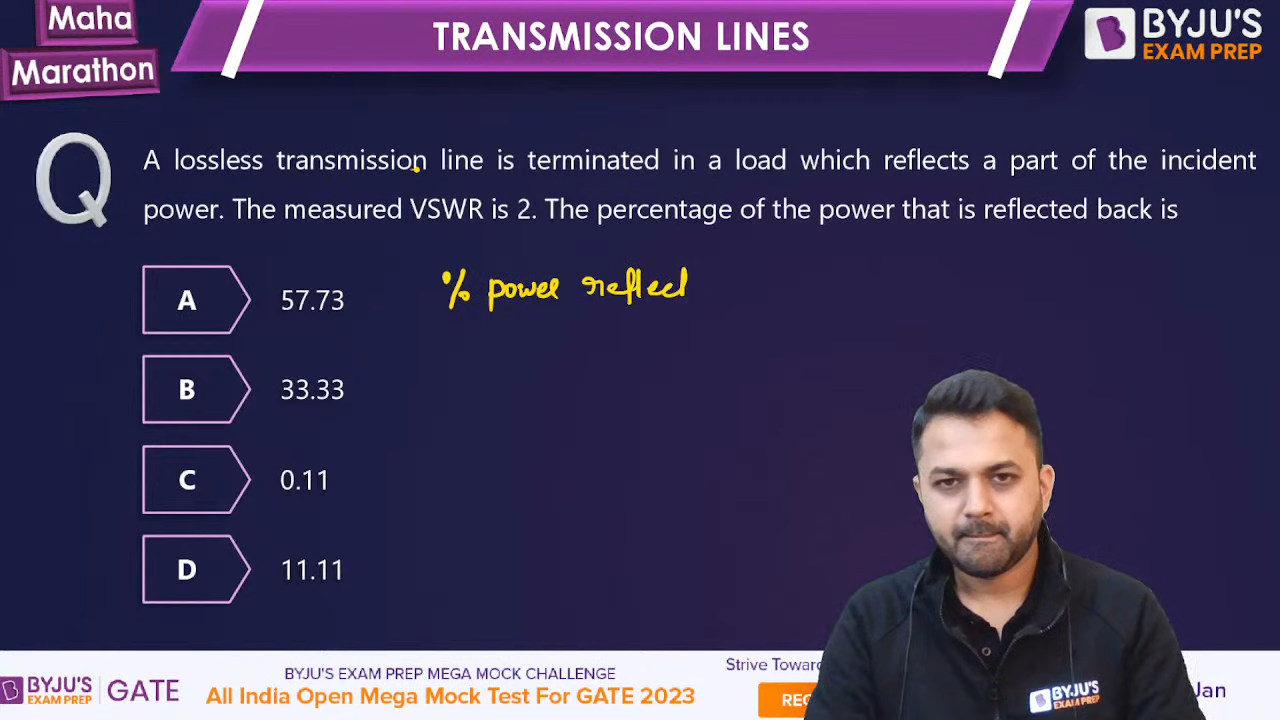 Maha
Marathon
TRANSMISSION LINES
BYJU'S
EXAM PREP
Q
A lossless transmission line is terminated in a load which reflects a part of the incident
power. The measured VSWR is 2. The percentage of the power that is reflected back is
A 57.73
% power reflect
B 33.33
C 0.11
D 11.11
BYJU'S
EXAM PREP
GATE
BYJU'S EXAM PREP MEGA MOCK CHALLENGE
All India Open Mega Mock Test For GATE 2023
Strive
REG
BYJU'S
EXAM PREP
Jan